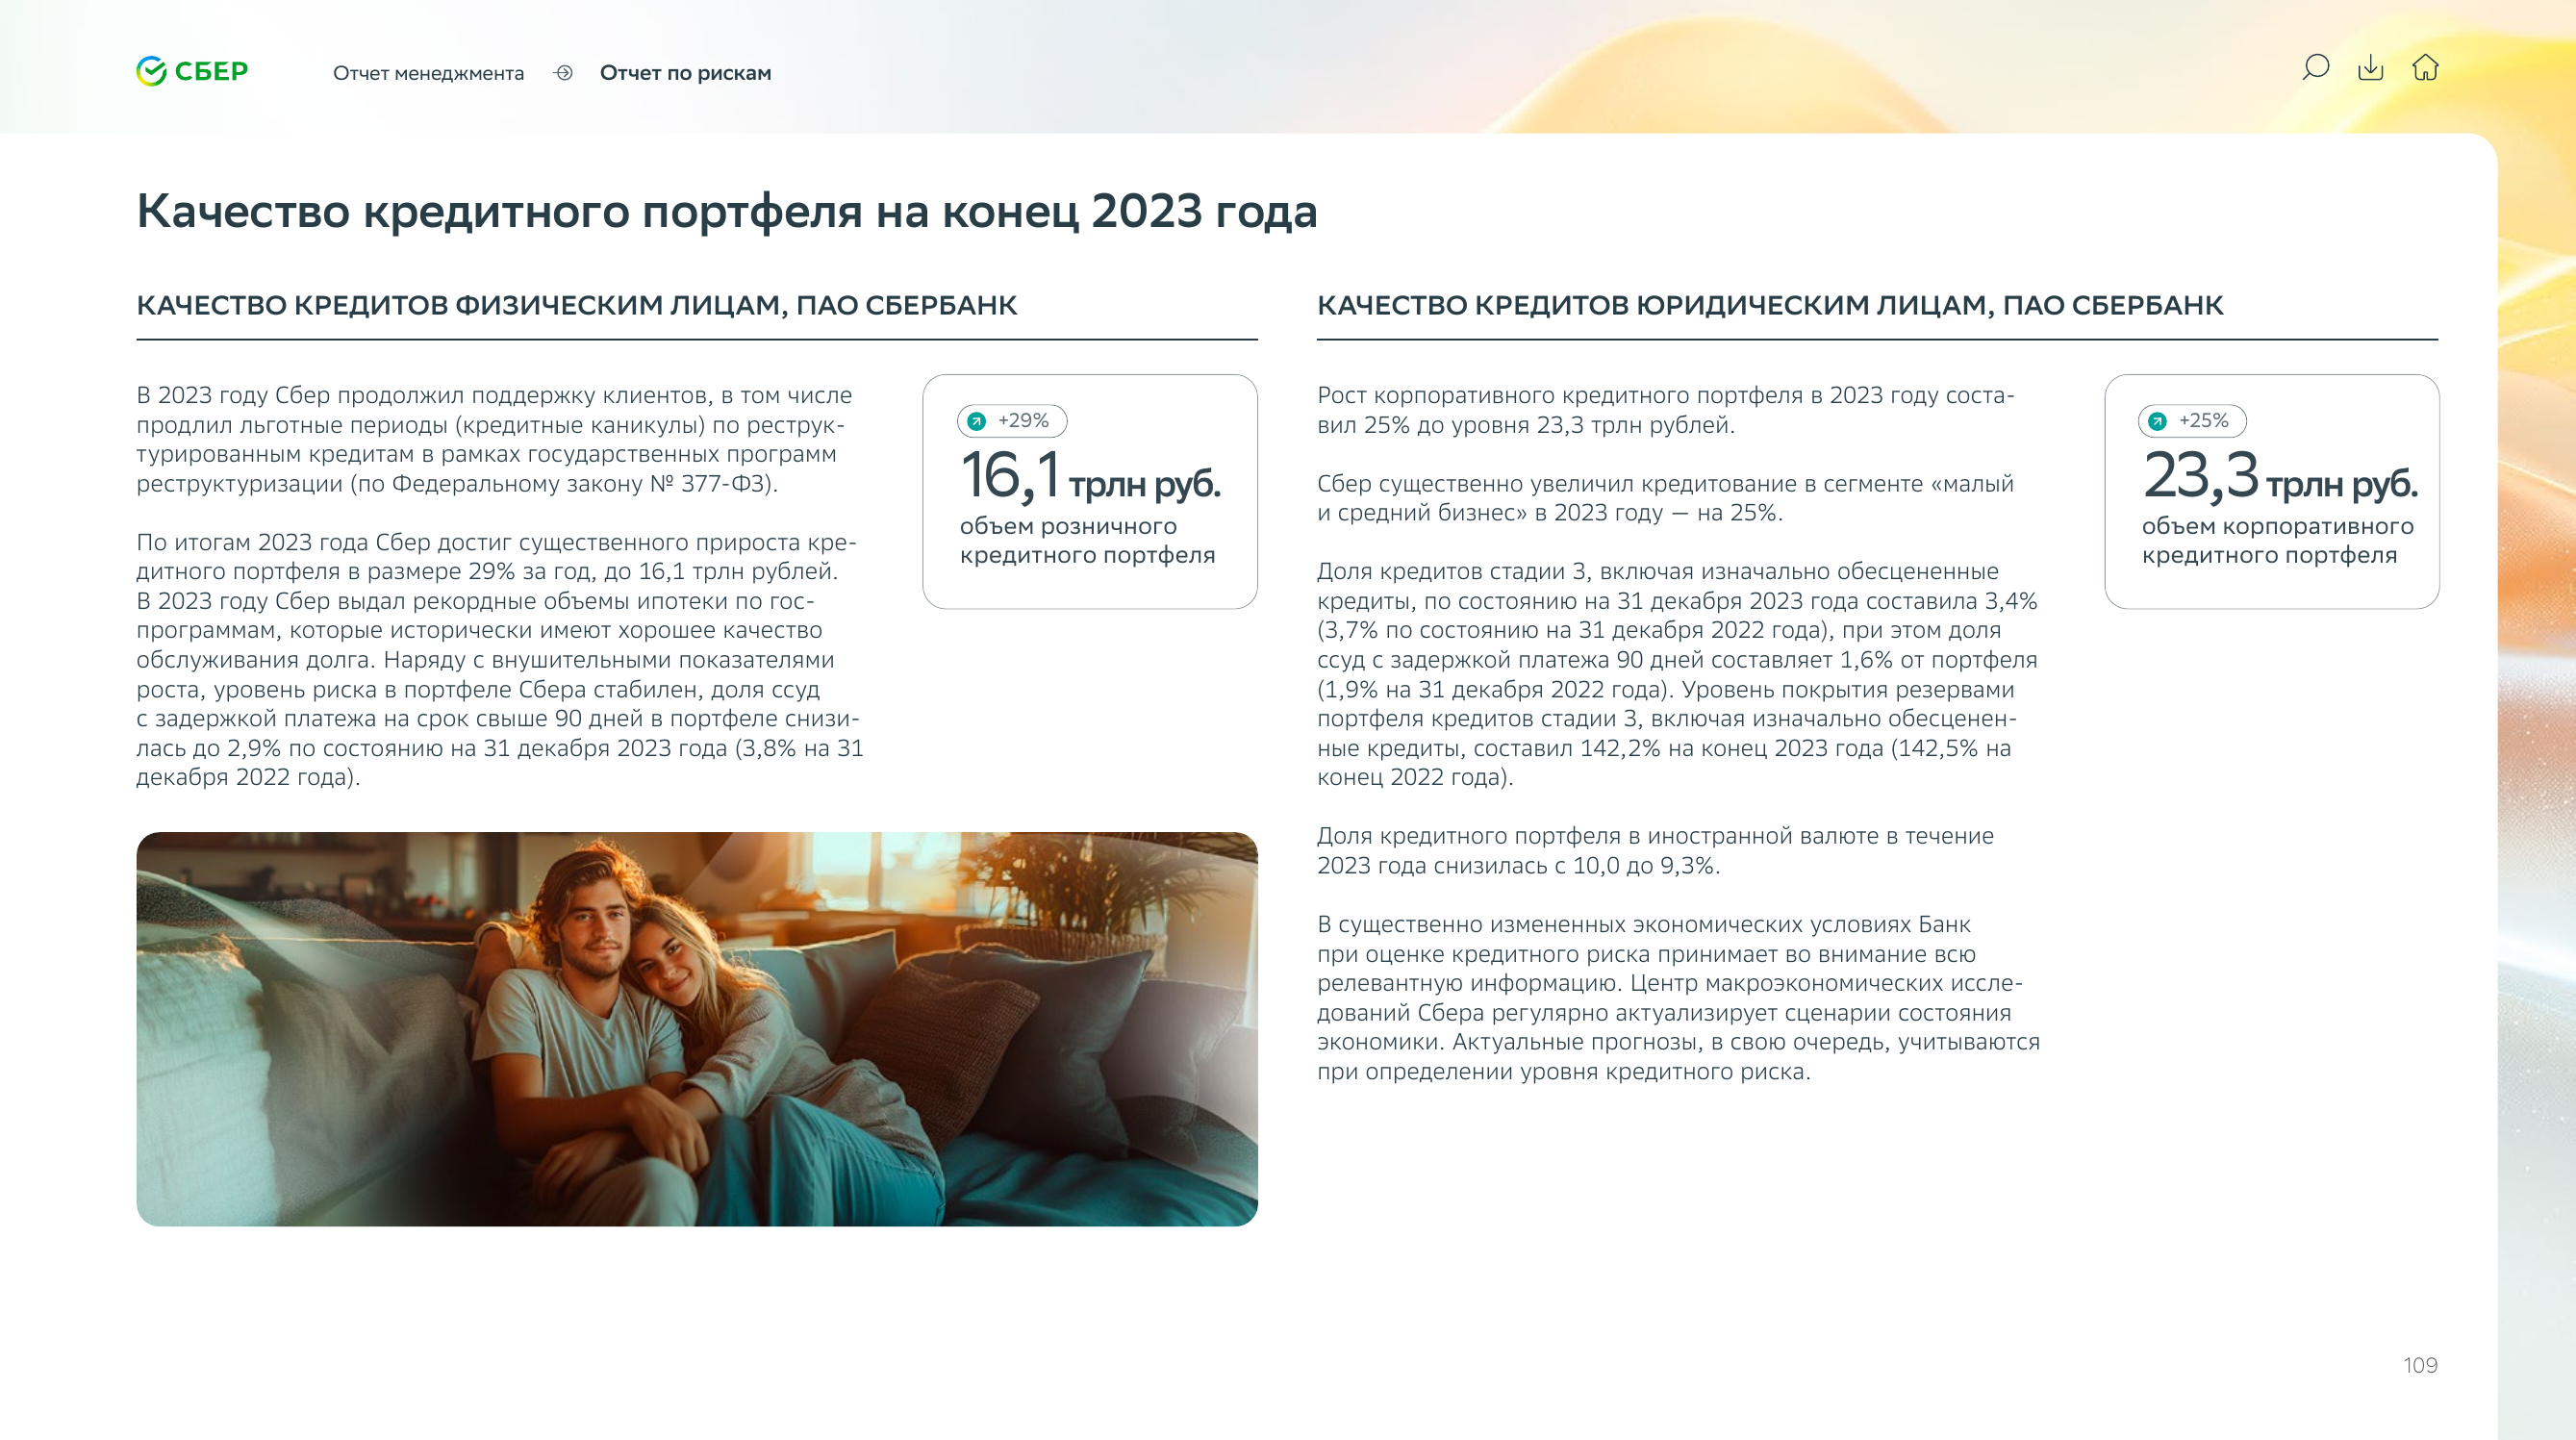 СБЕР
Отчет менеджмента
Отчет по рискам
Качество кредитного портфеля на конец 2023 года
КАЧЕСТВО КРЕДИТОВ ФИЗИЧЕСКИМ ЛИЦАМ, ПАО СБЕРБАНК
В 2023 году Сбер продолжил поддержку клиентов, в том числе
продлил льготные периоды (кредитные каникулы) по реструк-
турированным кредитам в рамках государственных программ
реструктуризации (по Федеральному закону № 377-ФЗ).
По итогам 2023 года Сбер достиг существенного прироста кре-
дитного портфеля в размере 29% за год, до 16,1 трлн рублей.
В 2023 году Сбер выдал рекордные объемы ипотеки по гос-
программам, которые исторически имеют хорошее качество
обслуживания долга. Наряду с внушительными показателями
роста, уровень риска в портфеле Сбера стабилен, доля ссуд
с задержкой платежа на срок свыше 90 дней в портфеле снизи-
лась до 2,9% по состоянию на 31 декабря 2023 года (3,8% на 31
декабря 2022 года).
+29%
16,1 трлн руб.
объем розничного
кредитного портфеля
КАЧЕСТВО КРЕДИТОВ ЮРИДИЧЕСКИМ ЛИЦАМ, ПАО СБЕРБАНК
Рост корпоративного кредитного портфеля в 2023 году соста-
вил 25% до уровня 23,3 трлн рублей.
Сбер существенно увеличил кредитование в сегменте «малый
и средний бизнес» в 2023 году — на 25%.
Доля кредитов стадии 3, включая изначально обесцененные
кредиты, по состоянию на 31 декабря 2023 года составила 3,4%
(3,7% по состоянию на 31 декабря 2022 года), при этом доля
ссуд с задержкой платежа 90 дней составляет 1,6% от портфеля
(1,9% на 31 декабря 2022 года). Уровень покрытия резервами
портфеля кредитов стадии 3, включая изначально обесценен-
ные кредиты, составил 142,2% на конец 2023 года (142,5% на
конец 2022 года).
Доля кредитного портфеля в иностранной валюте в течение
2023 года снизилась с 10,0 до 9,3%.
В существенно измененных экономических условиях Банк
при оценке кредитного риска принимает во внимание всю
релевантную информацию. Центр макроэкономических иссле-
дований Сбера регулярно актуализирует сценарии состояния
экономики. Актуальные прогнозы, в свою очередь, учитываются
при определении уровня кредитного риска.
+25%
23,3 трлн руб.
объем корпоративного
кредитного портфеля
109